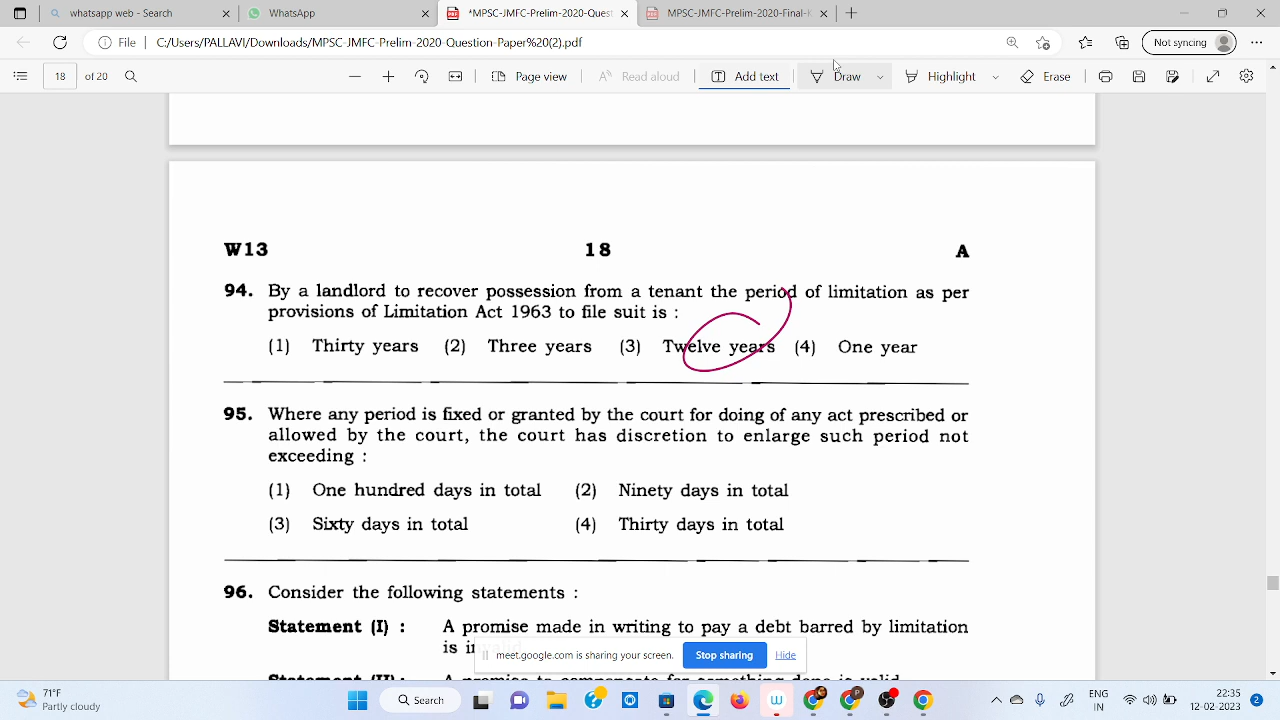 whatsapp web - Search
WhatsApp
*MPSC-JMFC-Prelim-2020-Quest
MPSC-JMFC-Prelim-2020-Final-K
File
C:/Users/PALLAVI/Downloads/MPSC_JMFC-Prelim-2020-Question-Paper%20(2).pdf
Not syncing
18 of 20
Page view
Read aloud
Add text
Draw
Highlight
Erase
W13 18 A
94. By a landlord to recover possession from a tenant the period of limitation as per
provisions of Limitation Act 1963 to file suit is :
(1) Thirty years (2) Three years (3) Twelve years (4) One year
95. Where any period is fixed or granted by the court for doing of any act prescribed or
allowed by the court, the court has discretion to enlarge such period not
exceeding :
(1) One hundred days in total (2) Ninety days in total
(3) Sixty days in total (4) Thirty days in total
96. Consider the following statements :
Statement (I) : A promise made in writing to pay a debt barred by limitation
is
meet.google.com is sharing your screen.
Stop sharing
Hide
71°F
Partly cloudy
Search
ENG
IN
12-02-2023
2